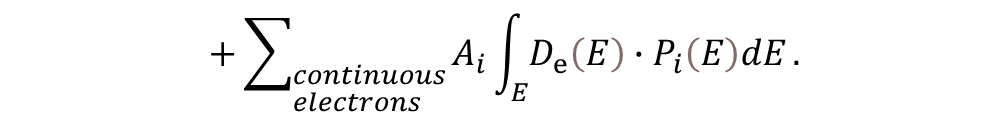 + ∑ continuous electrons A_i ∫_E D_e(E) · P_i(E)dE .